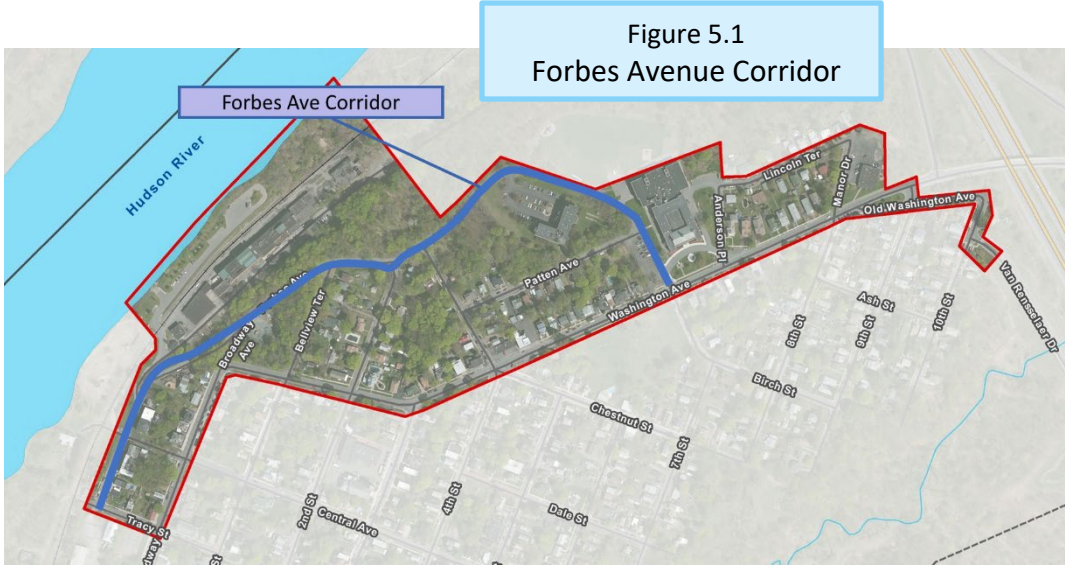 Figure 5.1
Forbes Avenue Corridor
Forbes Ave Corridor
Hudson River
Lincoln Ter
Manor Dr
Anderson Pl
Old Washington Ave
Van Rensselaer Dr
Patten Ave
Washington Ave
Bellview Ter
Broadway
Ave
Ash St
8th St
9th St
10th St
Birch St
Chestnut St
7th St
4th St
Dale St
2nd St
Central Ave
Tracy St